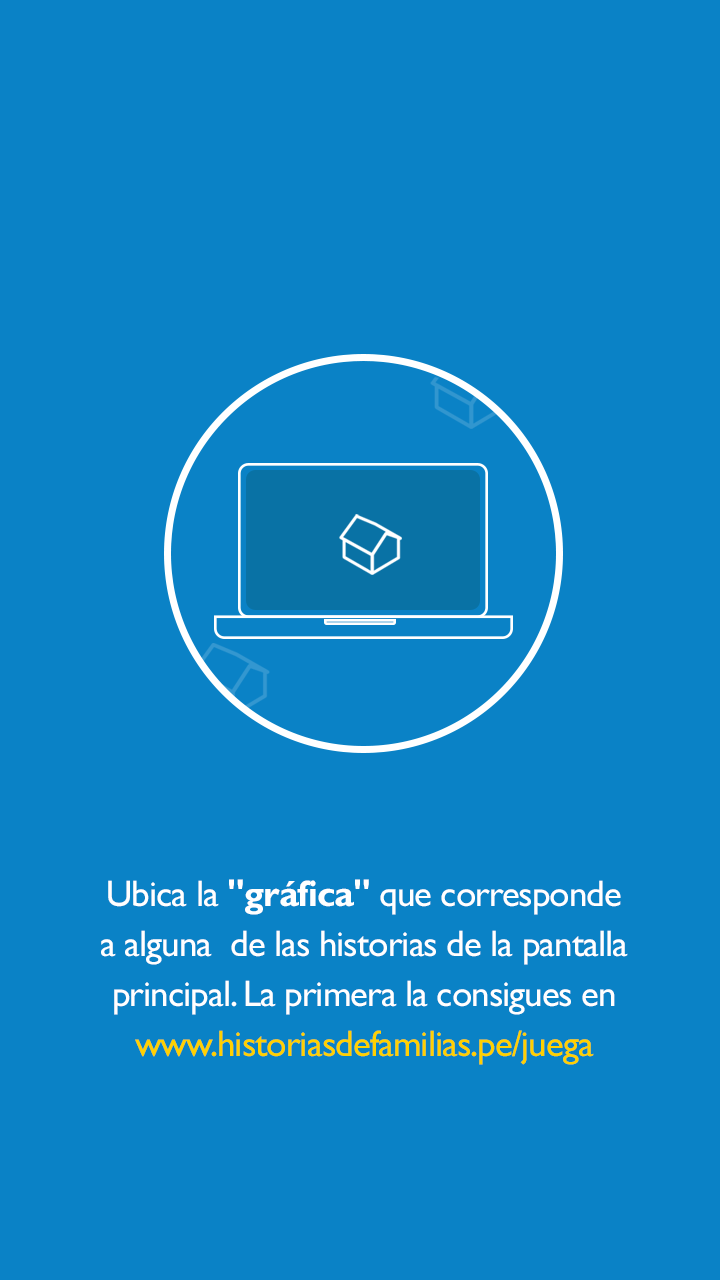 Ubica la "gráfica" que corresponde
a alguna  de las historias de la pantalla
principal. La primera la consigues en
www.historiasdefamilias.pe/juega